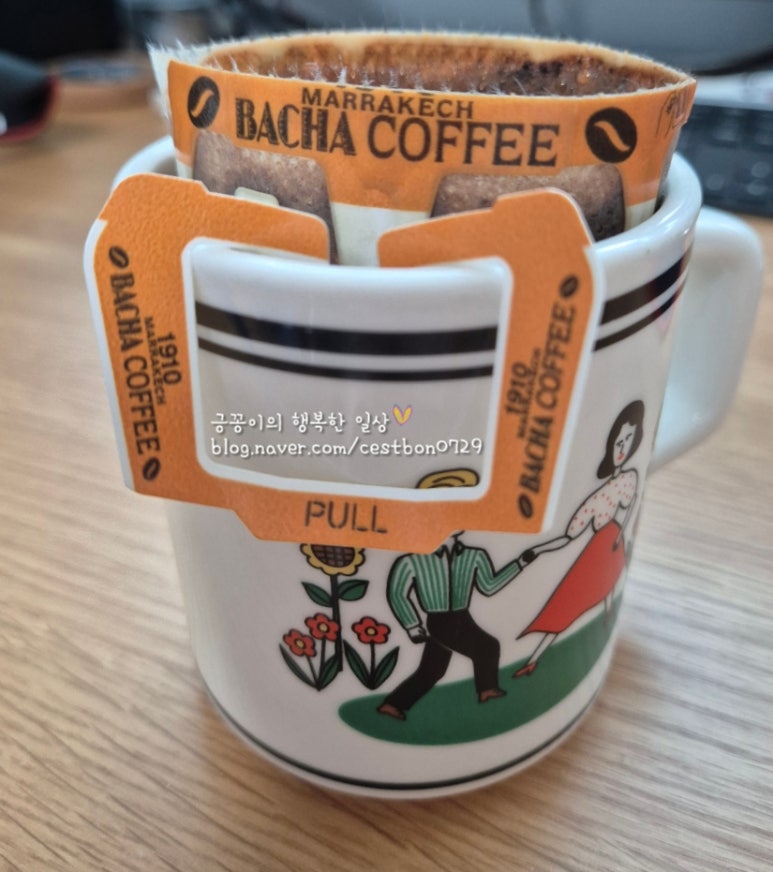 MARRAKECH
BACHA COFFEE
1910
MARRAKECH
BACHA COFFEE
1910
MARRAKECH
BACHA COFFEE
긍꽁이의 행복한 일상
blog.naver.com/cestbon0729
PULL